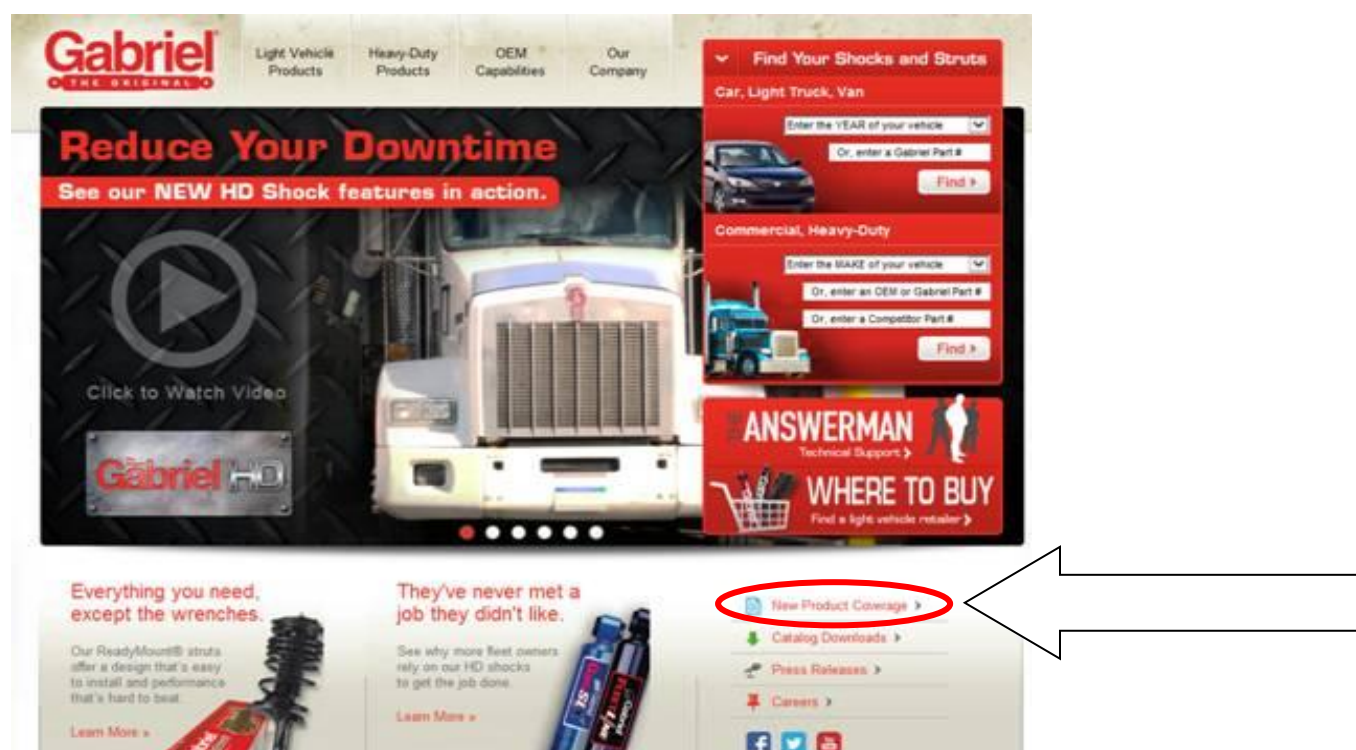 Gabriel
THE ORIGINAL
Light Vehicle
Products
Heavy-Duty
Products
OEM
Capabilities
Our
Company
Find Your Shocks and Struts
Car, Light Truck, Van
Enter the YEAR of your vehicle
Or, enter a Gabriel Part #
Find
Commercial, Heavy-Duty
Enter the MAKE of your vehicle
Or, enter an OEM or Gabriel Part #
Or, enter a Competitor Part #
Find
Reduce Your Downtime
See our NEW HD Shock features in action.
Click to Watch Video
Gabriel HD
THE ANSWERMAN
Technical Support
WHERE TO BUY
Find a light vehicle retailer
Everything you need,
except the wrenches.
Our ReadyMount® struts
offer a design that's easy
to install and performance
that's hard to beat.
Learn More »
They've never met a
job they didn't like.
See why more fleet owners
rely on our HD shocks
to get the job done.
Learn More »
New Product Coverage
Catalog Downloads
Press Releases
Careers